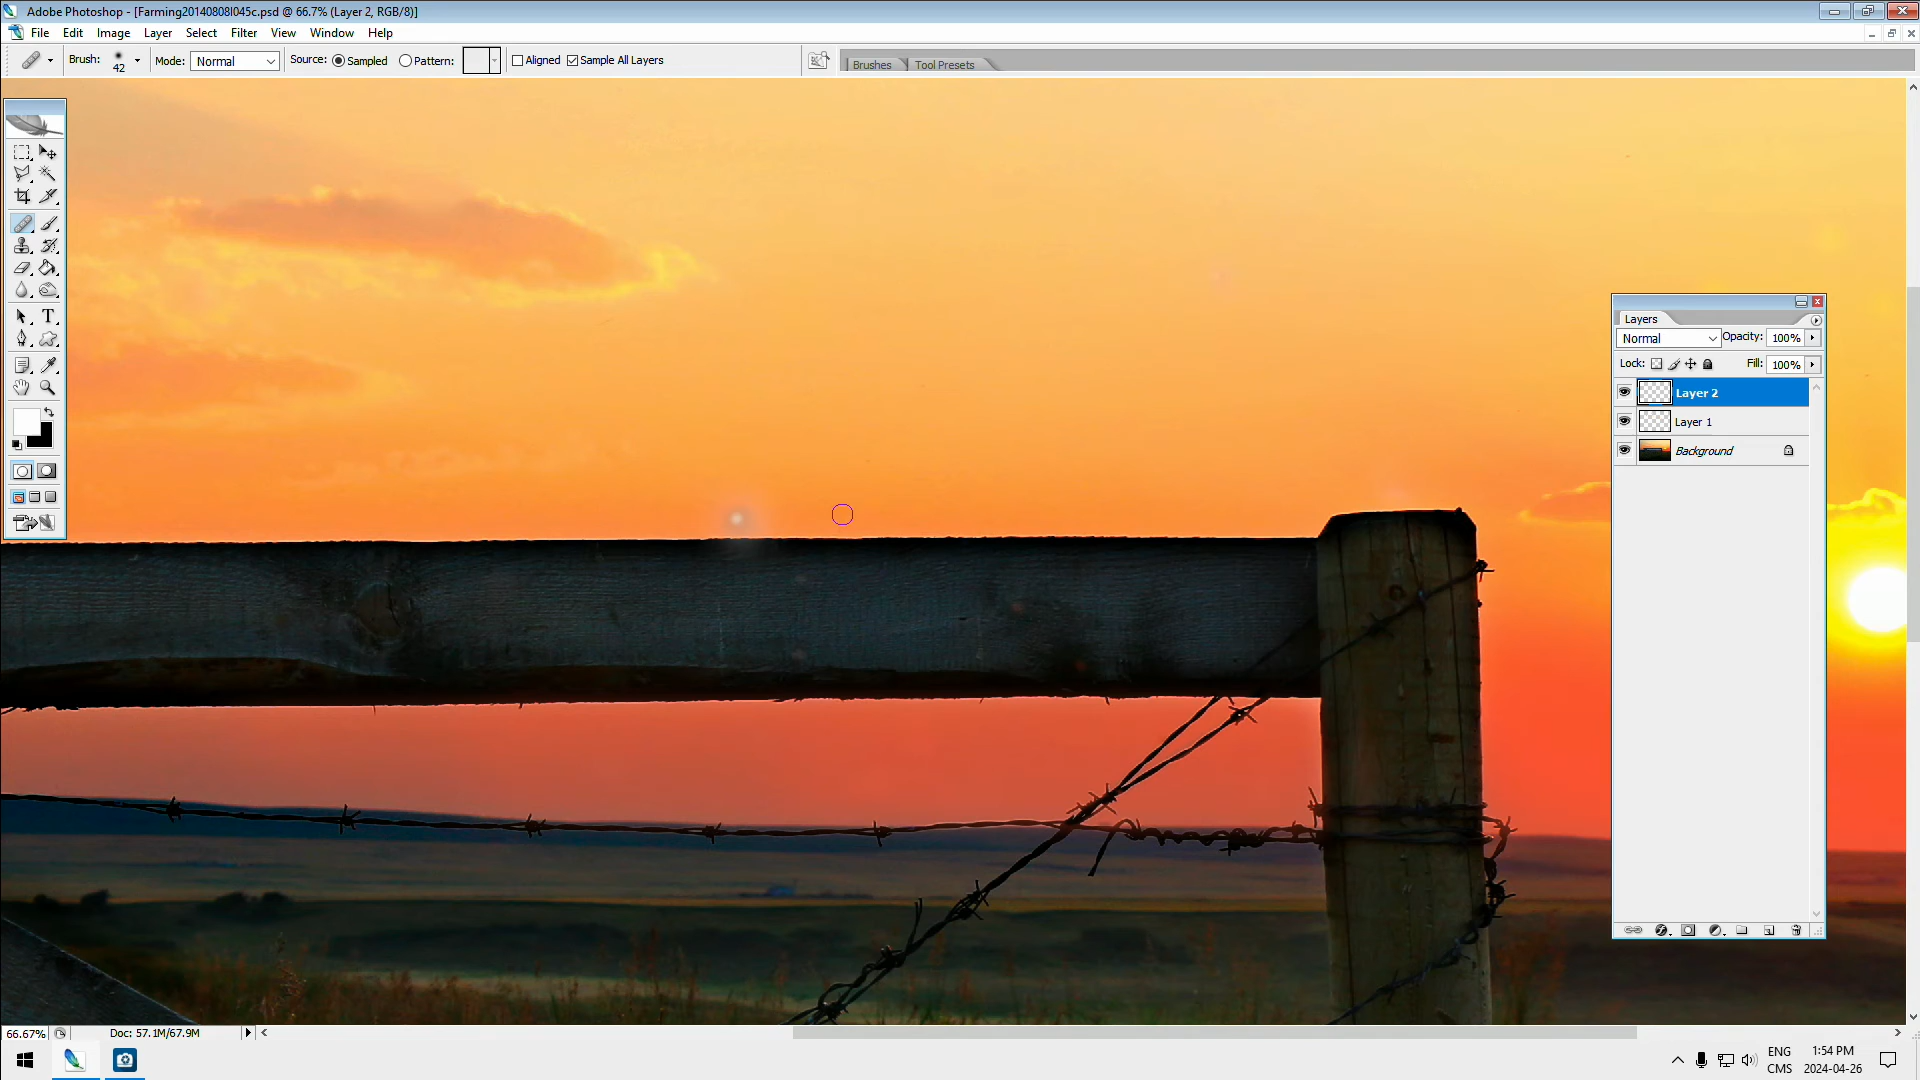 Adobe Photoshop - [Farming20140808I045c.psd @ 66.7% (Layer 2, RGB/8)]
File Edit Image Layer Select Filter View Window Help
Brush: 42 Mode: Normal Source: Sampled Pattern: Aligned Sample All Layers Brushes Tool Presets
Layers
Normal Opacity: 100%
Lock: Fill: 100%
Layer 2
Layer 1
Background
66.67% Doc: 57.1M/67.9M
ENG 1:54 PM
CMS 2024-04-26